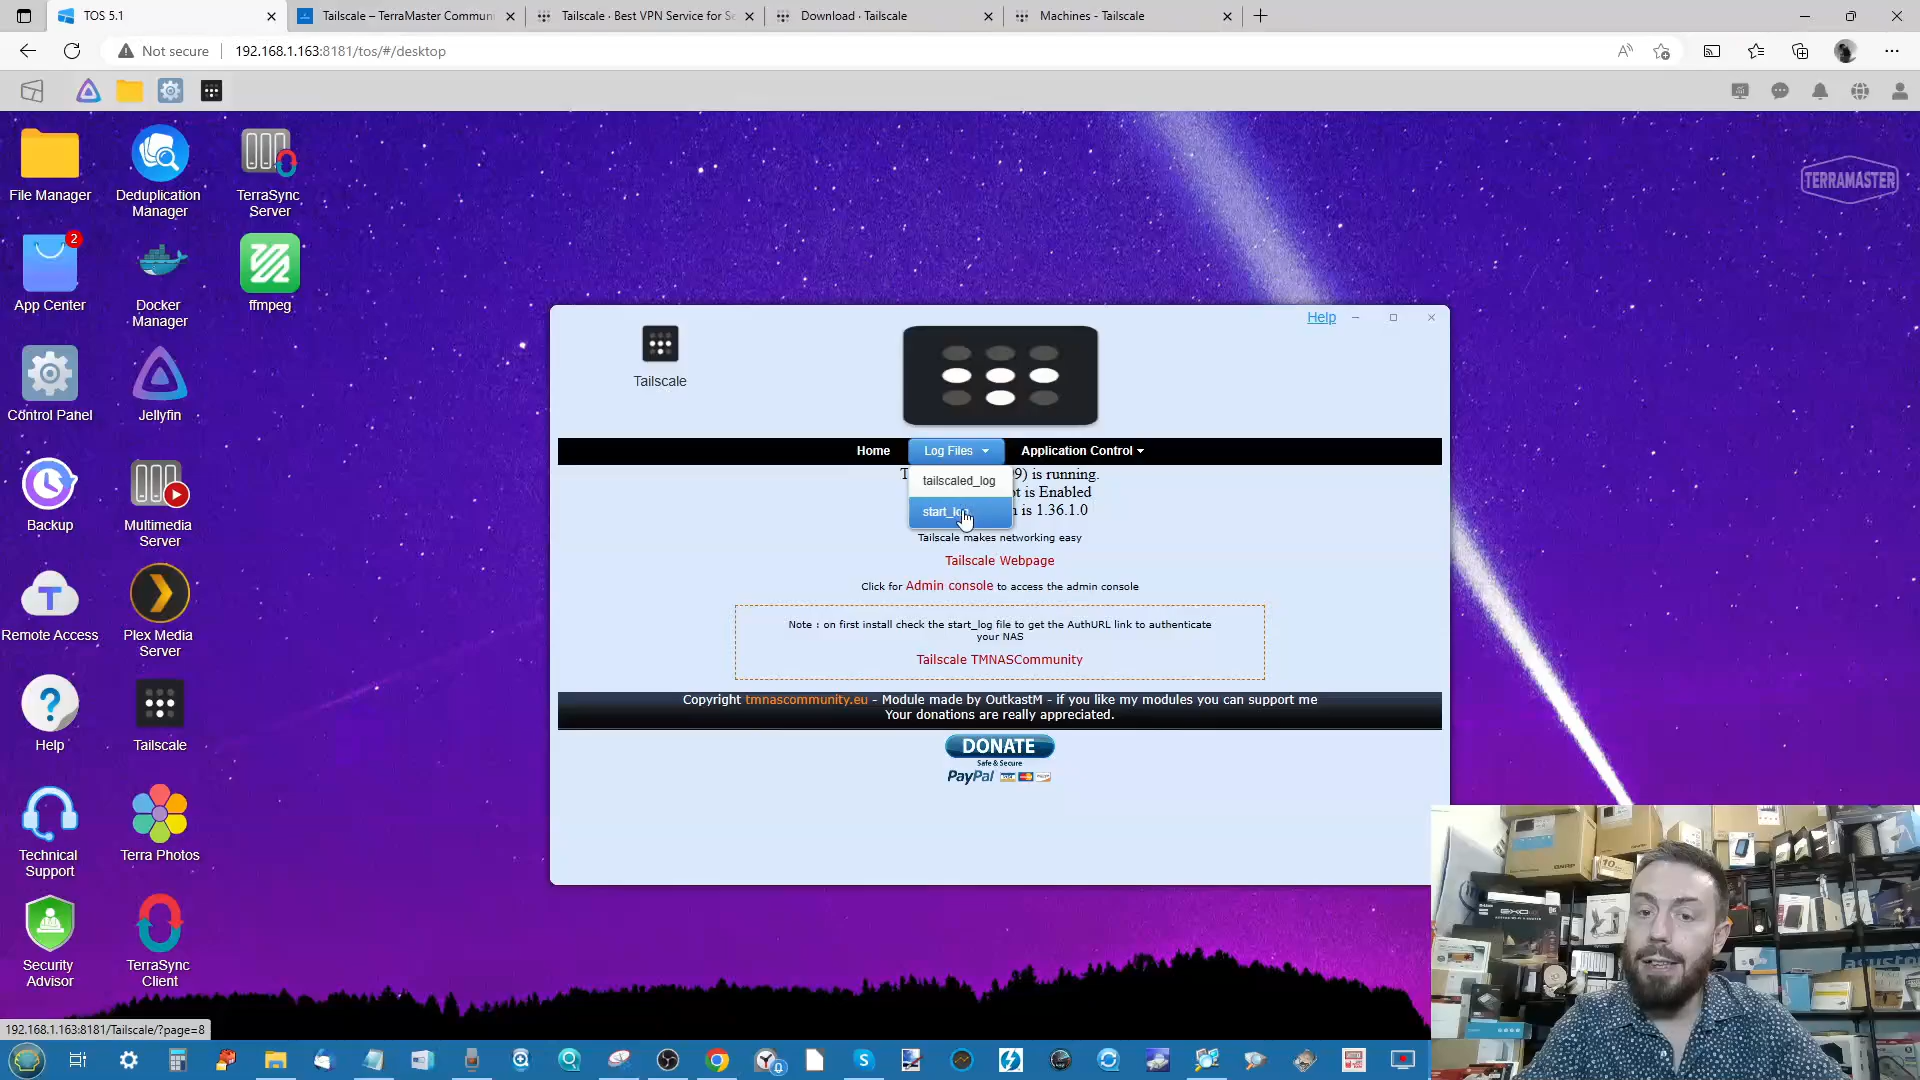 TOS 5.1
Tailscale – TerraMaster Commun
Tailscale · Best VPN Service for Se
Download · Tailscale
Machines - Tailscale
Not secure
192.168.1.163:8181/tos/#/desktop
TERRAMASTER
File Manager
Deduplication
Manager
TerraSync
Server
2
App Center
Docker
Manager
ffmpeg
Control Panel
Jellyfin
Backup
Multimedia
Server
Remote Access
Plex Media
Server
Help
Tailscale
Technical
Support
Terra Photos
Security
Advisor
TerraSync
Client
Help
Tailscale
Home
Log Files
Application Control
tailscaled_log
start_log
9) is running.
is Enabled
is 1.36.1.0
Tailscale makes networking easy
Tailscale Webpage
Click for Admin console to access the admin console
Note : on first install check the start_log file to get the AuthURL link to authenticate
your NAS
Tailscale TMNASCommunity
Copyright tmnascommunity.eu - Module made by OutkastM - if you like my modules you can support me
Your donations are really appreciated.
DONATE
Safe & Secure
PayPal
192.168.1.163:8181/Tailscale/?page=8